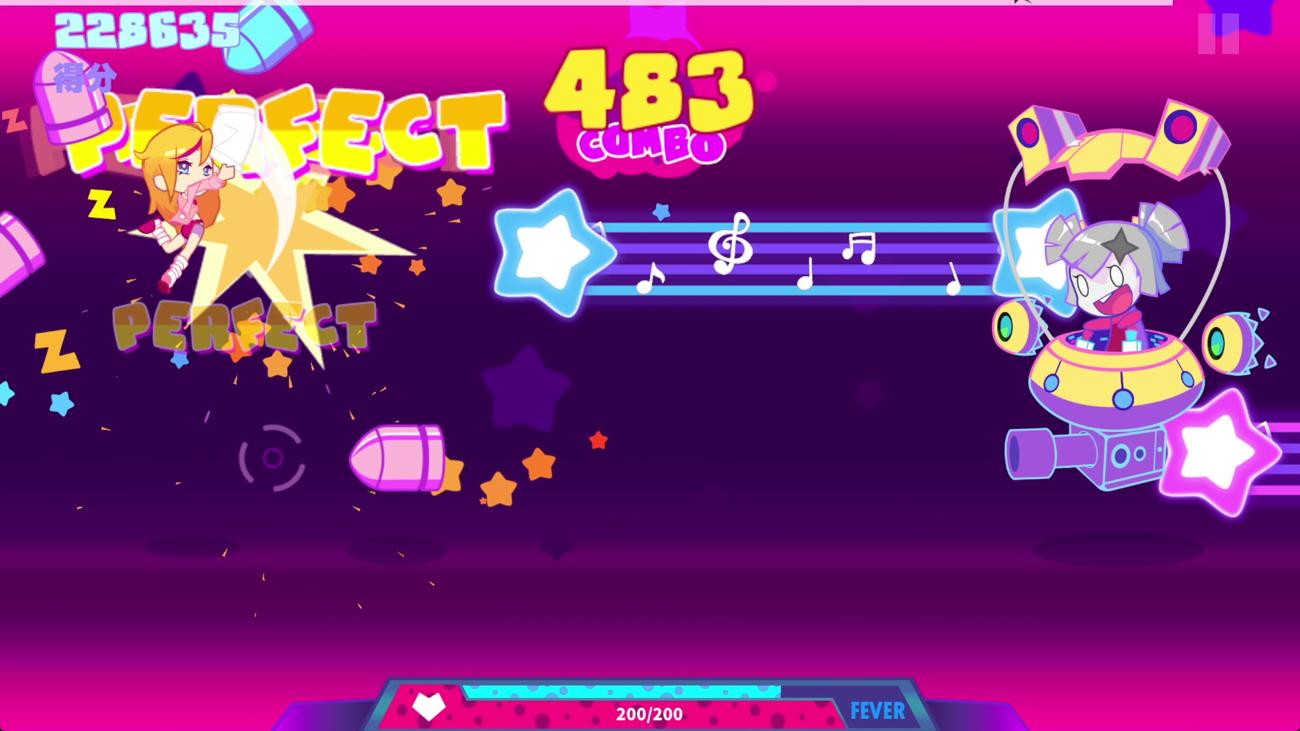 228635
得分
PERFECT
483
COMBO
Z
Z
PERFECT
Z
200/200
FEVER